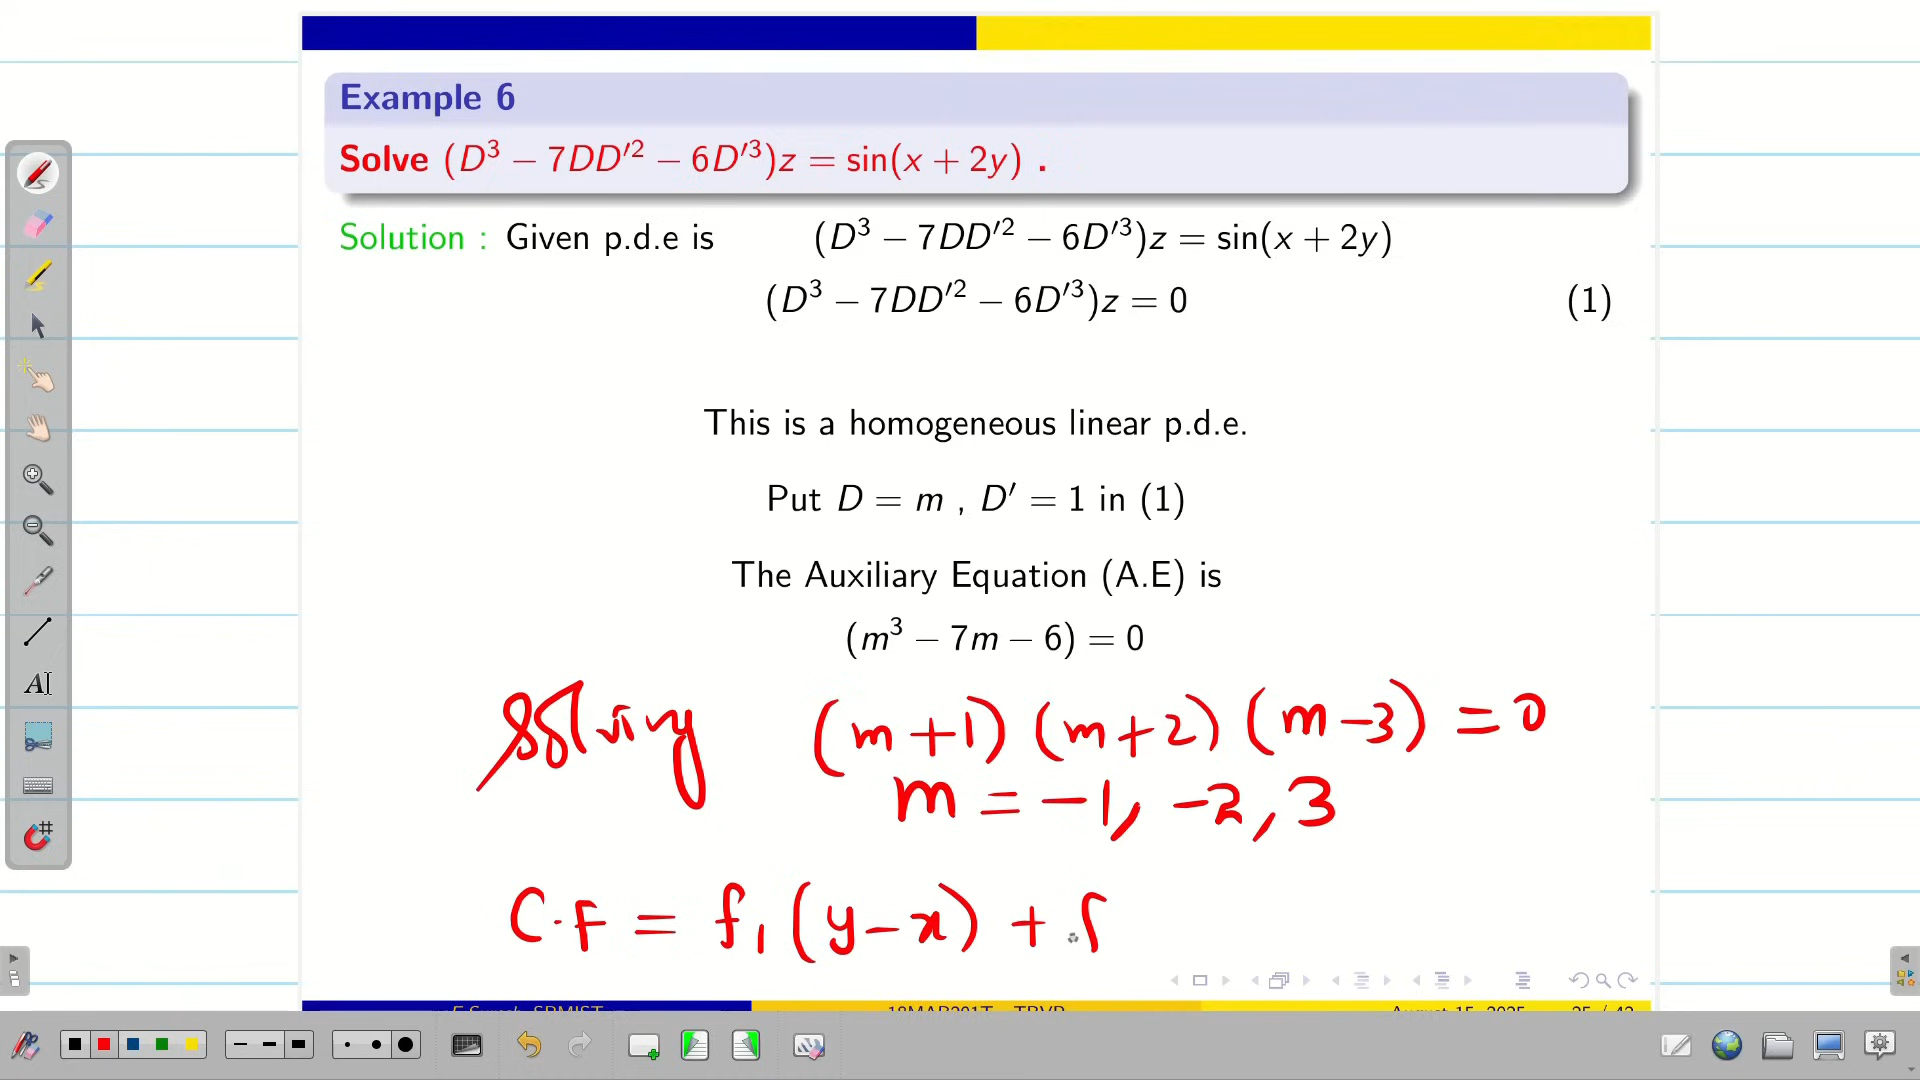 Example 6
Solve (D³ − 7DD′² − 6D′³)z = sin(x + 2y) .
Solution : Given p.d.e is (D³ − 7DD′² − 6D′³)z = sin(x + 2y)
(D³ − 7DD′² − 6D′³)z = 0 (1)
This is a homogeneous linear p.d.e.
Put D = m , D′ = 1 in (1)
The Auxiliary Equation (A.E) is
(m³ − 7m − 6) = 0
Solving (m+1) (m+2) (m−3) = 0
m = −1, −2, 3
C.F = f₁(y−x) +